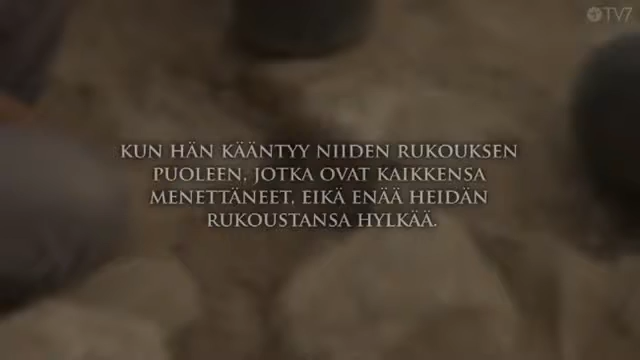 TV7
KUN HÄN KÄÄNTYY NIIDEN RUKOUKSEN
PUOLEEN, JOTKA OVAT KAIKKENSA
MENETTÄNEET, EIKÄ ENÄÄ HEIDÄN
RUKOUSTANSA HYLKÄÄ.